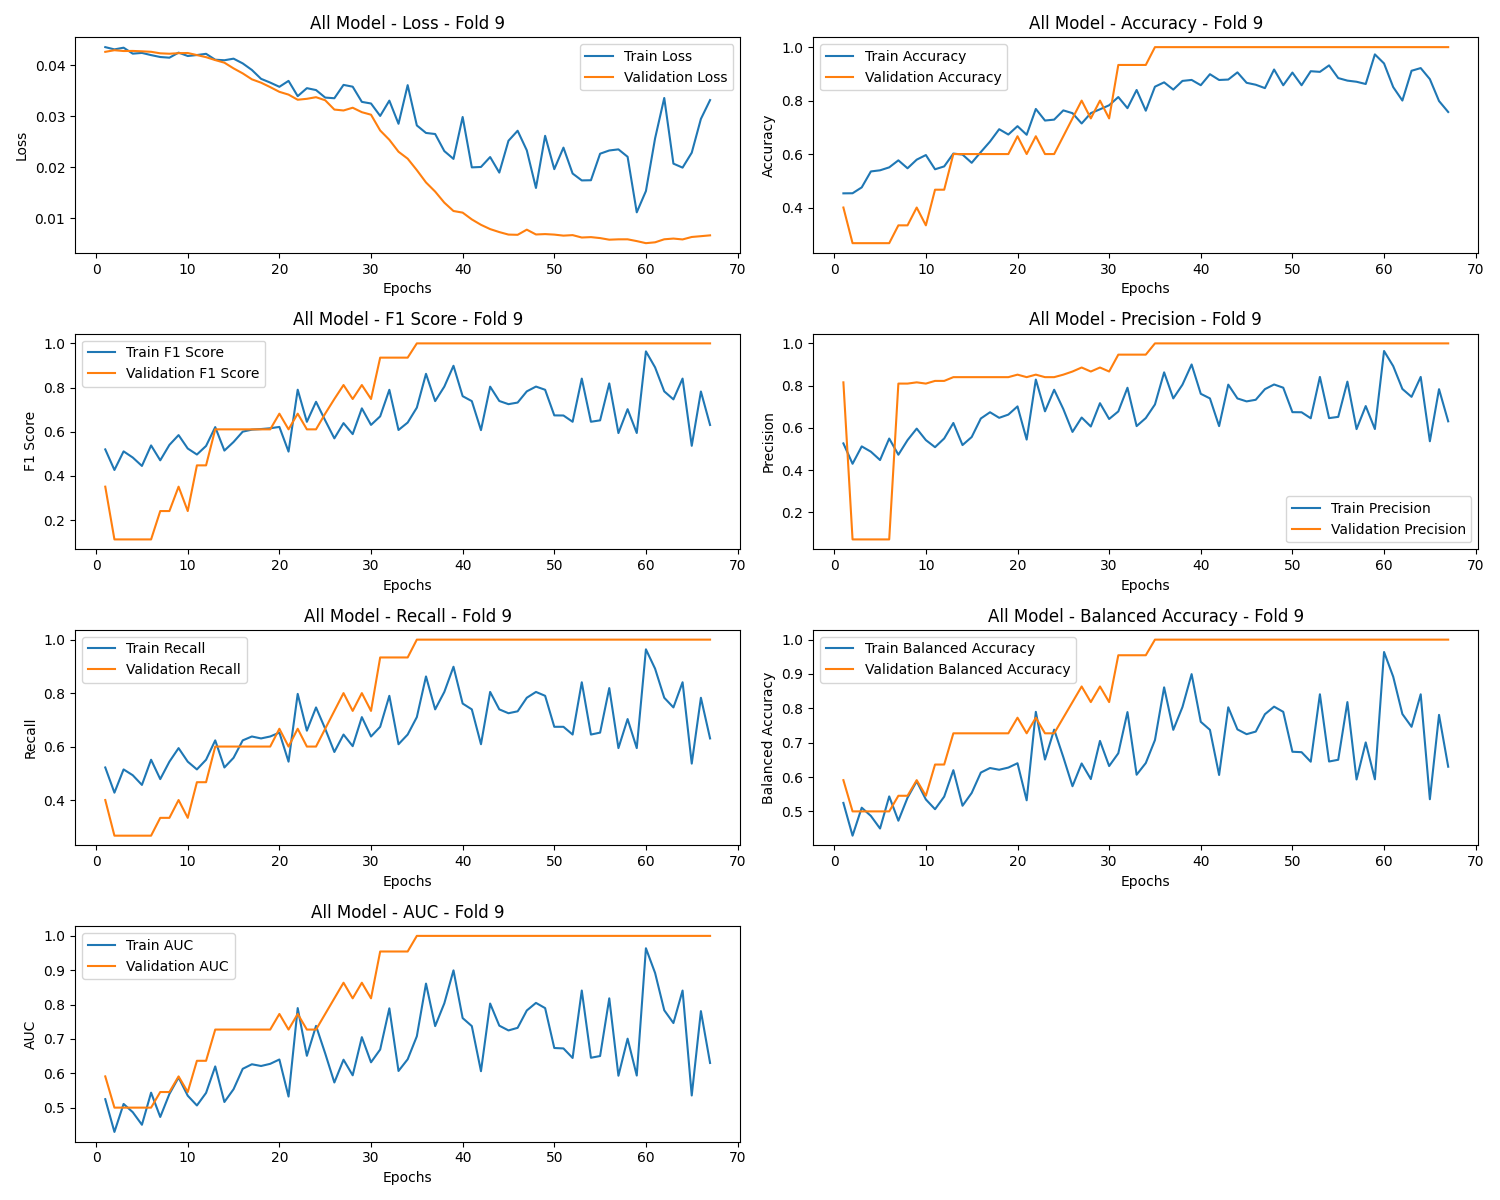 All Model - Loss - Fold 9
Loss
0.04
0.03
0.02
0.01
Train Loss
Validation Loss
0 10 20 30 40 50 60 70
Epochs
All Model - Accuracy - Fold 9
Accuracy
1.0
0.8
0.6
0.4
Train Accuracy
Validation Accuracy
0 10 20 30 40 50 60 70
Epochs
All Model - F1 Score - Fold 9
F1 Score
1.0
0.8
0.6
0.4
0.2
Train F1 Score
Validation F1 Score
0 10 20 30 40 50 60 70
Epochs
All Model - Precision - Fold 9
Precision
1.0
0.8
0.6
0.4
0.2
Train Precision
Validation Precision
0 10 20 30 40 50 60 70
Epochs
All Model - Recall - Fold 9
Recall
1.0
0.8
0.6
0.4
Train Recall
Validation Recall
0 10 20 30 40 50 60 70
Epochs
All Model - Balanced Accuracy - Fold 9
Balanced Accuracy
1.0
0.9
0.8
0.7
0.6
0.5
Train Balanced Accuracy
Validation Balanced Accuracy
0 10 20 30 40 50 60 70
Epochs
All Model - AUC - Fold 9
AUC
1.0
0.9
0.8
0.7
0.6
0.5
Train AUC
Validation AUC
0 10 20 30 40 50 60 70
Epochs